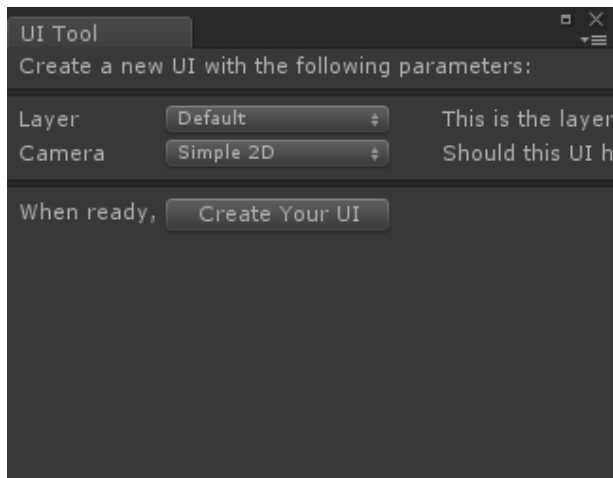 UI Tool
Create a new UI with the following parameters:
Layer Default This is the layer
Camera Simple 2D Should this UI h
When ready, Create Your UI